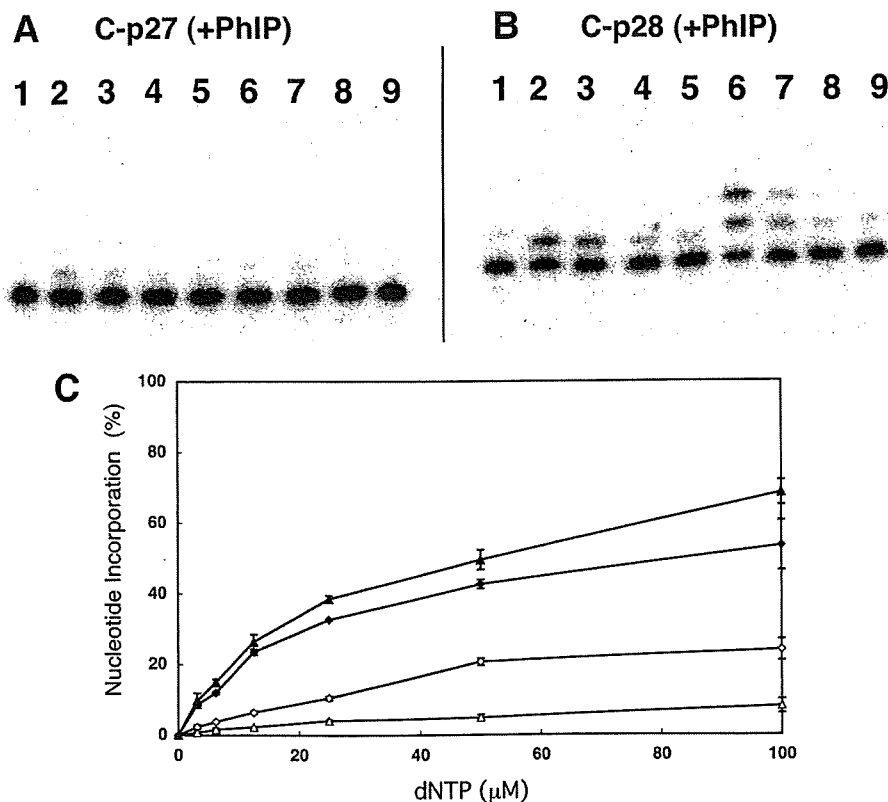 A C-p27 (+PhIP)
1 2 3 4 5 6 7 8 9
B C-p28 (+PhIP)
1 2 3 4 5 6 7 8 9
C
Nucleotide Incorporation (%)
100
80
60
40
20
0
0 20 40 60 80 100
dNTP (μM)